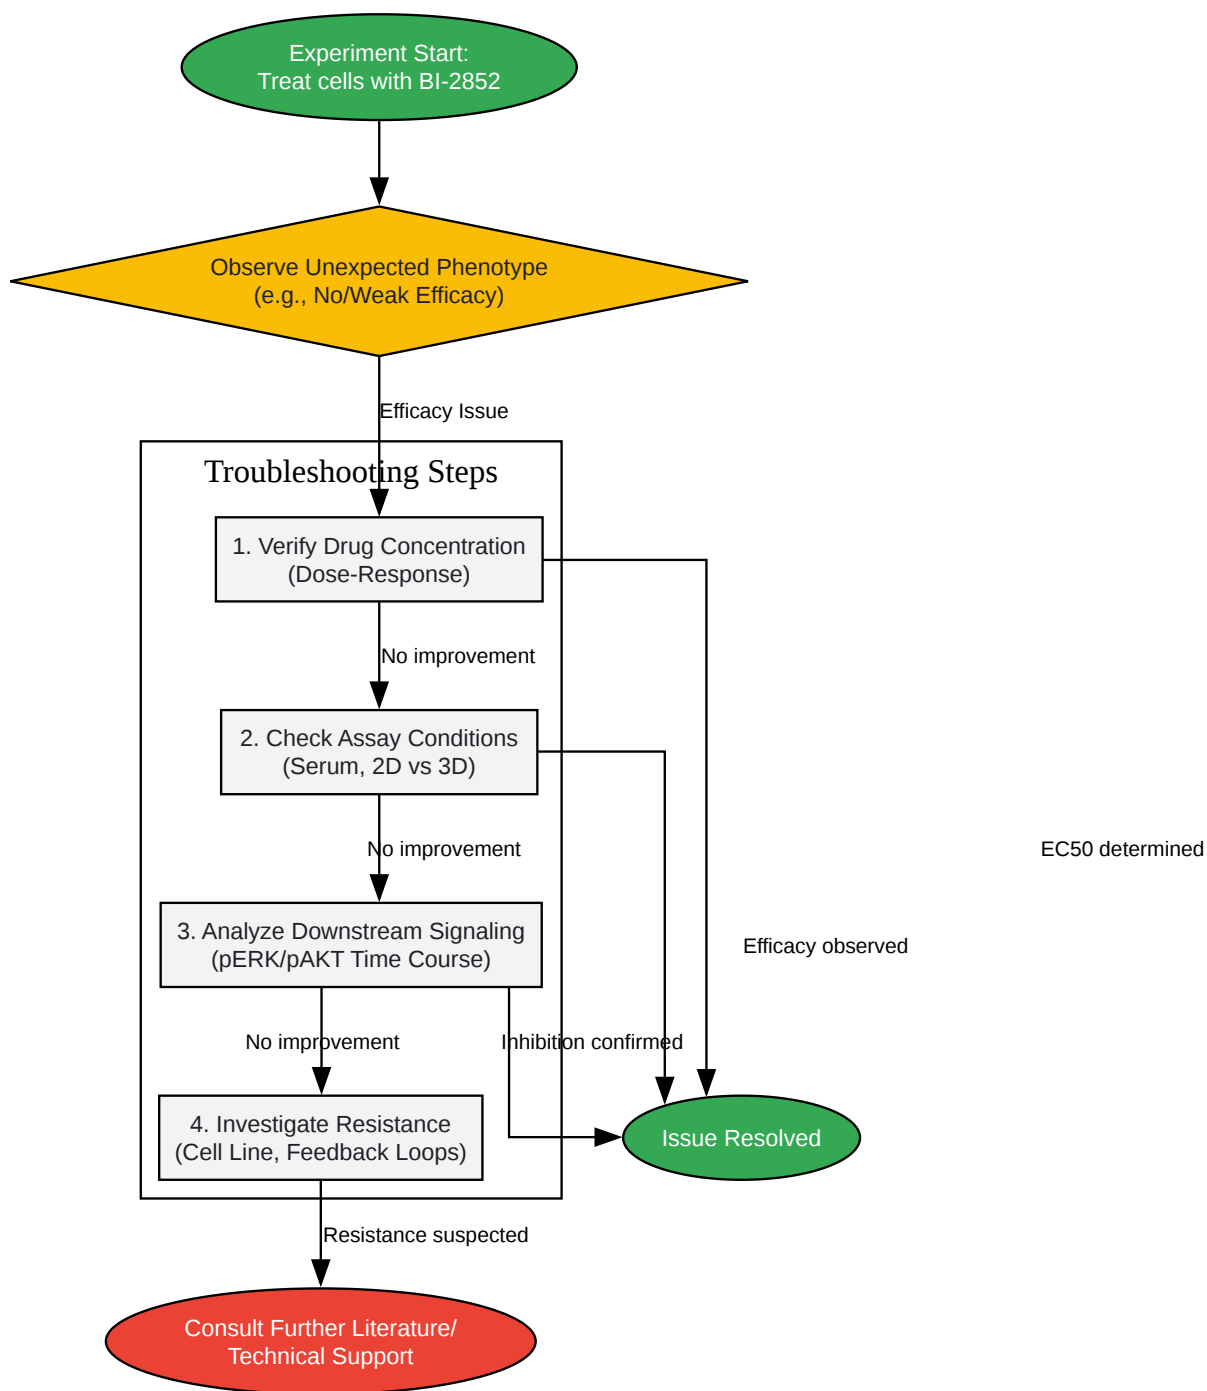 Experiment Start:
Treat cells with BI-2852
Observe Unexpected Phenotype
(e.g., No/Weak Efficacy)
Efficacy Issue
Troubleshooting Steps
1. Verify Drug Concentration
(Dose-Response)
No improvement
2. Check Assay Conditions
(Serum, 2D vs 3D)
No improvement
EC50 determined
3. Analyze Downstream Signaling
(pERK/pAKT Time Course)
Efficacy observed
No improvement
Inhibition confirmed
4. Investigate Resistance
(Cell Line, Feedback Loops)
Issue Resolved
Resistance suspected
Consult Further Literature/
Technical Support